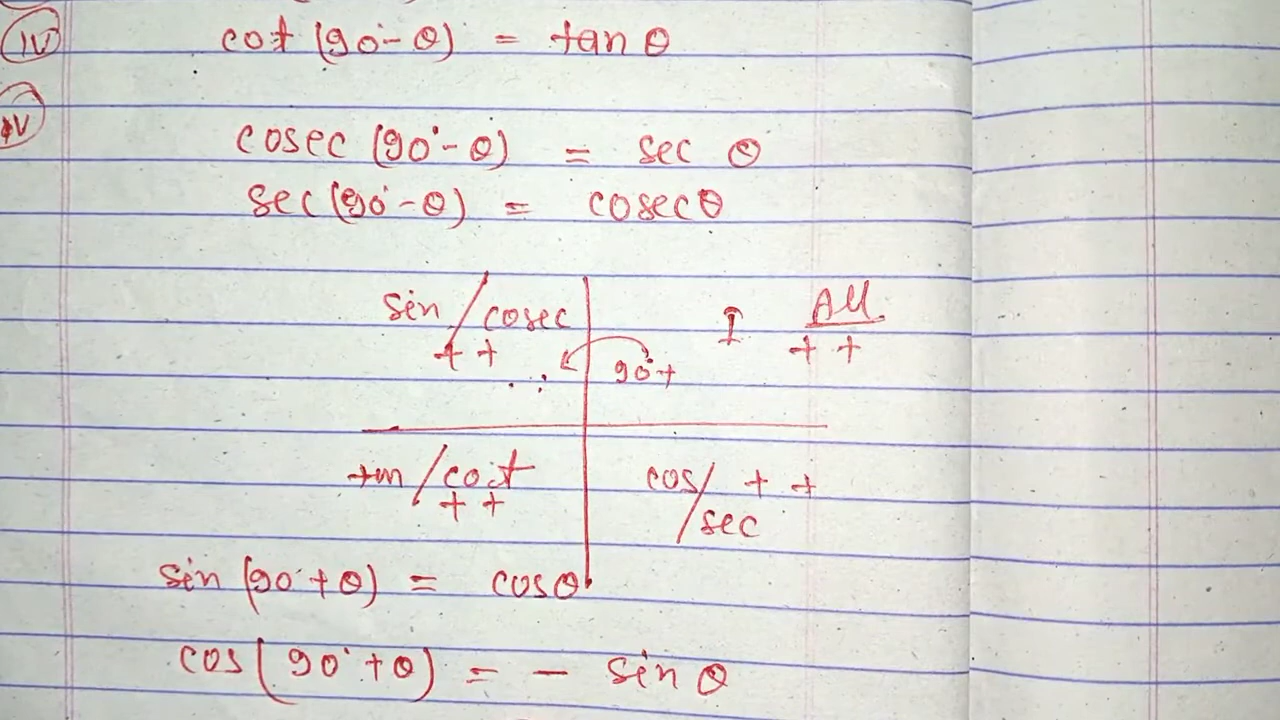 (iv) cot (90°- θ) = tan θ
(v) cosec (90°- θ) = sec θ
sec (90°- θ) = cosec θ
sin / cosec I All
+ + + +
90°+
tan / cot cos/ + +
+ + /sec
sin (90°+θ) = cosθ
cos (90°+θ) = - sin θ